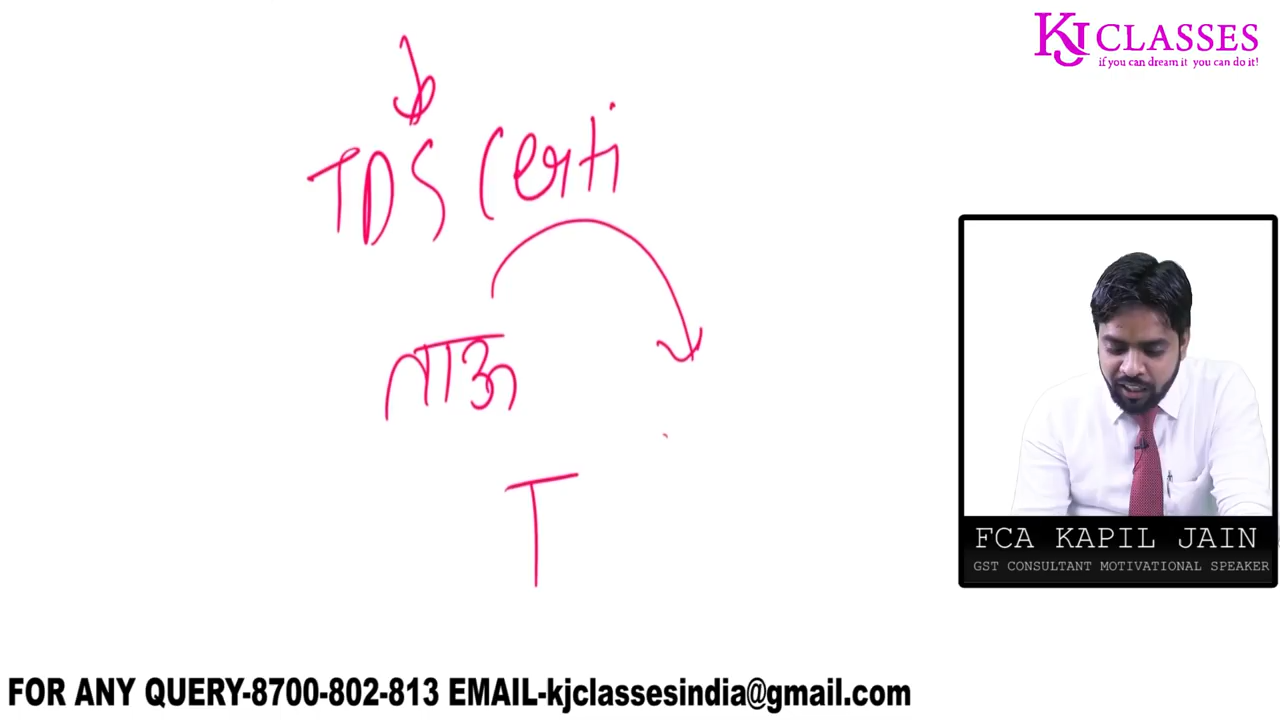 KJ CLASSES
if you can dream it you can do it!
TDS Certi
ताऊ
T
FCA KAPIL JAIN
GST CONSULTANT MOTIVATIONAL SPEAKER
FOR ANY QUERY-8700-802-813 EMAIL-kjclassesindia@gmail.com